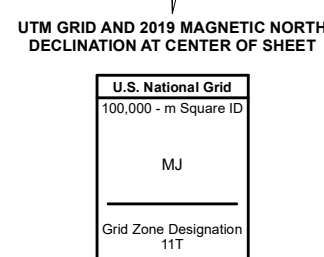 UTM GRID AND 2019 MAGNETIC NORTH
DECLINATION AT CENTER OF SHEET
U.S. National Grid
100,000 - m Square ID
MJ
Grid Zone Designation
11T